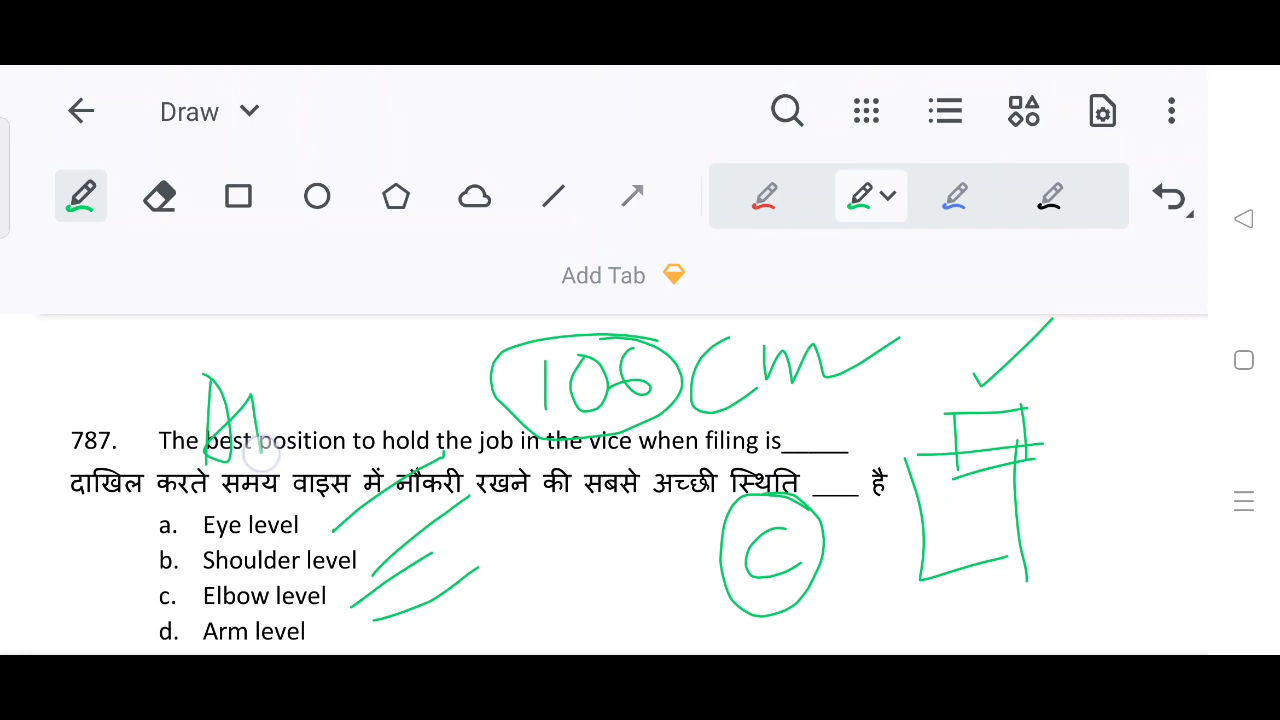 Draw
Add Tab
106 Cm
787. The best position to hold the job in the vice when filing is_____
दाखिल करते समय वाइस में नौकरी रखने की सबसे अच्छी स्थिति ____ है
a. Eye level
b. Shoulder level
C
c. Elbow level
d. Arm level